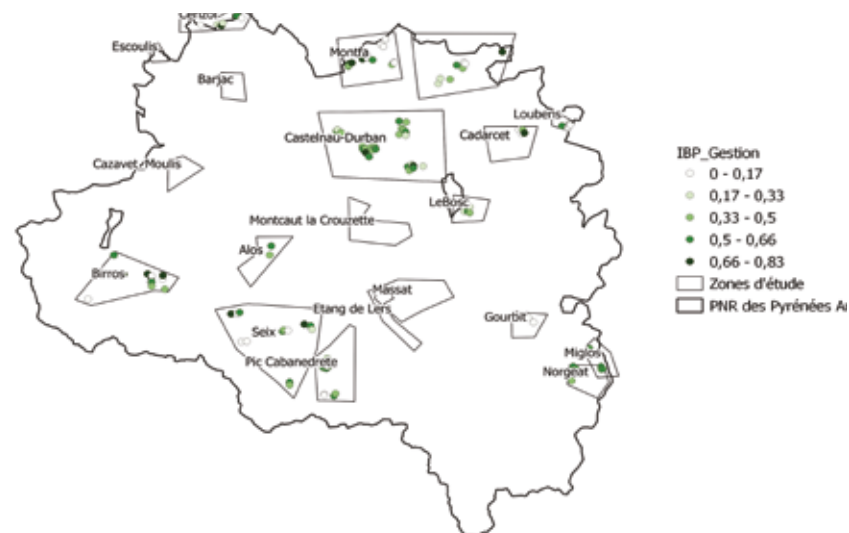 Escoulis
Montfa
Barjac
Loubens
Castelnau-Durban
Cadarcet
Cazavet-Moulis
LeBosc
Montcaut la Crouzette
Alos
Birros
Massat
Etang de Lers
Gourbit
Seix
Pic Cabanedrete
Miglos
Norgeat
IBP_Gestion
0 - 0,17
0,17 - 0,33
0,33 - 0,5
0,5 - 0,66
0,66 - 0,83
Zones d'étude
PNR des Pyrénées A